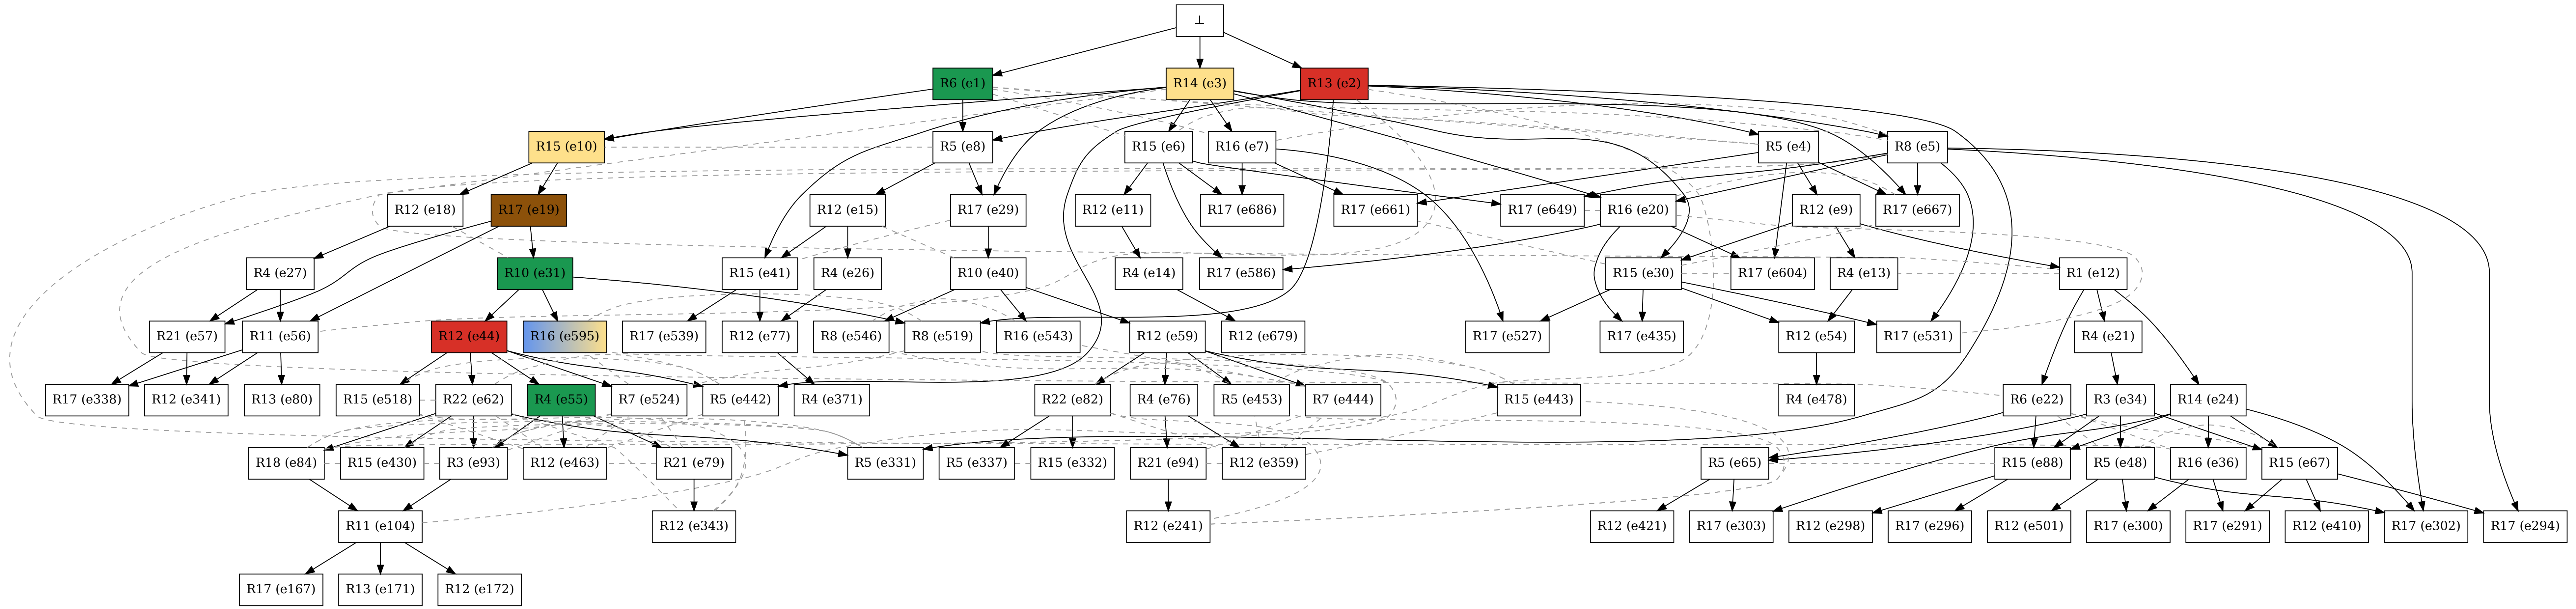 ⊥
R6 (e1)
R14 (e3)
R13 (e2)
R15 (e10)
R5 (e8)
R15 (e6)
R16 (e7)
R5 (e4)
R8 (e5)
R12 (e18)
R17 (e19)
R12 (e15)
R17 (e29)
R12 (e11)
R17 (e686)
R17 (e661)
R17 (e649)
R16 (e20)
R12 (e9)
R17 (e667)
R4 (e27)
R10 (e31)
R15 (e41)
R4 (e26)
R10 (e40)
R4 (e14)
R17 (e586)
R15 (e30)
R17 (e604)
R4 (e13)
R1 (e12)
R21 (e57)
R11 (e56)
R12 (e44)
R16 (e595)
R17 (e539)
R12 (e77)
R8 (e546)
R8 (e519)
R16 (e543)
R12 (e59)
R12 (e679)
R17 (e527)
R17 (e435)
R12 (e54)
R17 (e531)
R4 (e21)
R17 (e338)
R12 (e341)
R13 (e80)
R15 (e518)
R22 (e62)
R4 (e55)
R7 (e524)
R5 (e442)
R4 (e371)
R22 (e82)
R4 (e76)
R5 (e453)
R7 (e444)
R15 (e443)
R4 (e478)
R6 (e22)
R3 (e34)
R14 (e24)
R18 (e84)
R15 (e430)
R3 (e93)
R12 (e463)
R21 (e79)
R5 (e331)
R5 (e337)
R15 (e332)
R21 (e94)
R12 (e359)
R5 (e65)
R15 (e88)
R5 (e48)
R16 (e36)
R15 (e67)
R11 (e104)
R12 (e343)
R12 (e241)
R12 (e421)
R17 (e303)
R12 (e298)
R17 (e296)
R12 (e501)
R17 (e300)
R17 (e291)
R12 (e410)
R17 (e302)
R17 (e294)
R17 (e167)
R13 (e171)
R12 (e172)